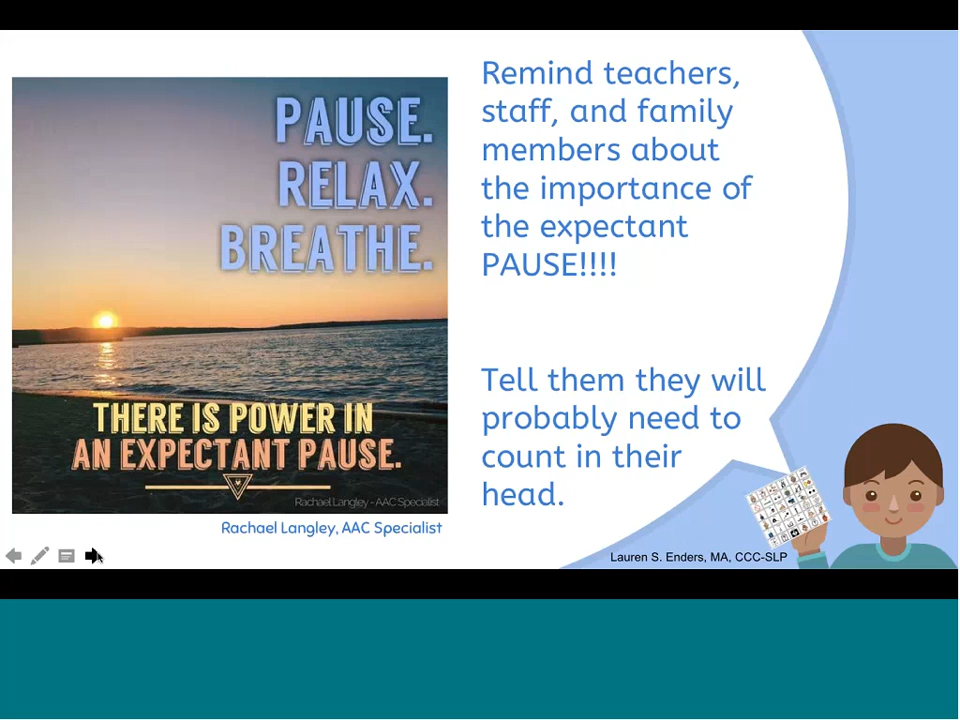 PAUSE.
RELAX.
BREATHE.
THERE IS POWER IN
AN EXPECTANT PAUSE.
Rachael Langley - AAC Specialist
Rachael Langley, AAC Specialist
Remind teachers,
staff, and family
members about
the importance of
the expectant
PAUSE!!!!
Tell them they will
probably need to
count in their
head.
Lauren S. Enders, MA, CCC-SLP